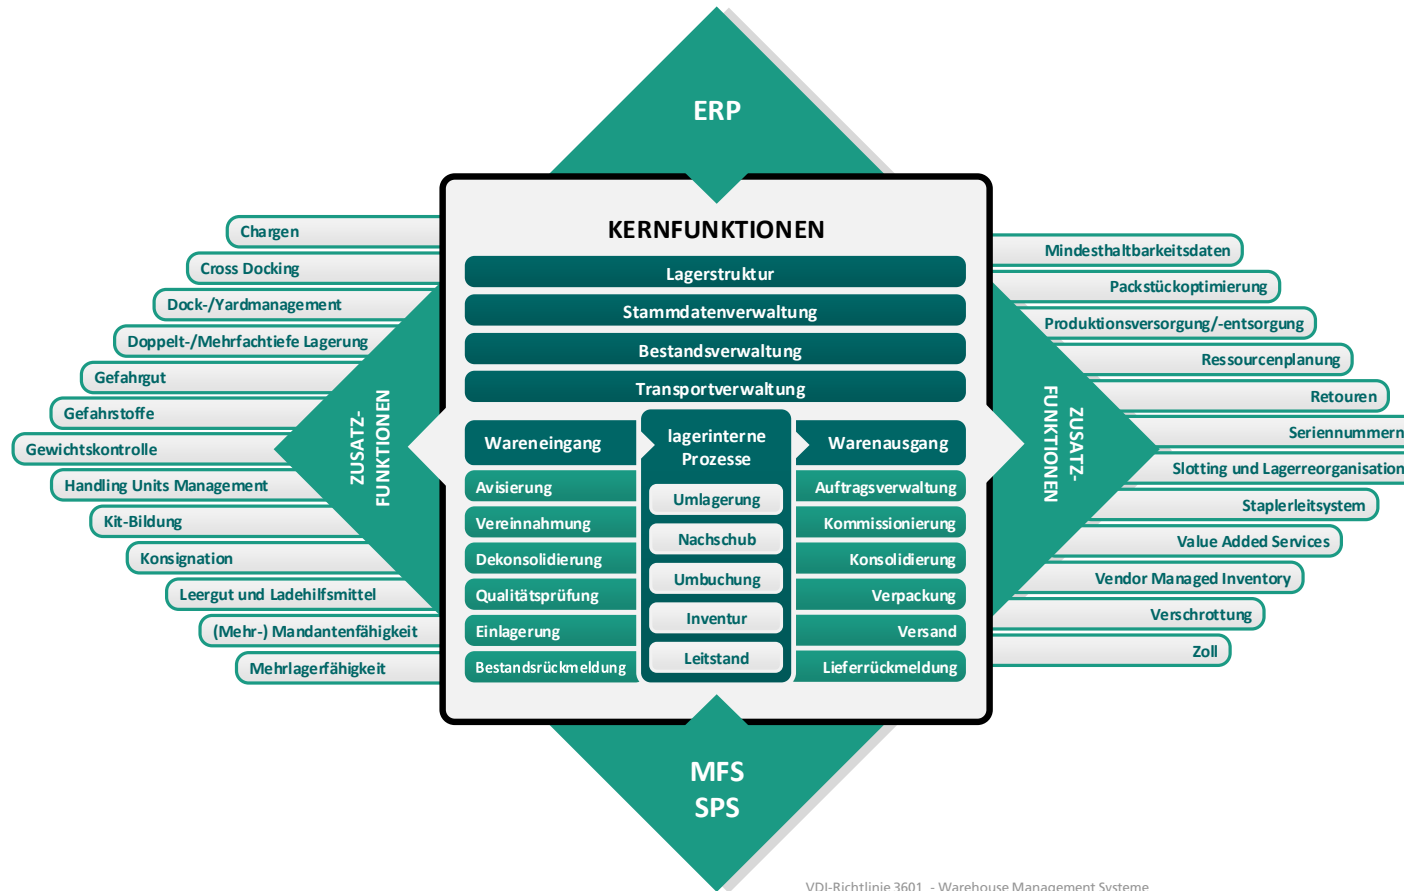 ERP
KERNFUNKTIONEN
Lagerstruktur
Stammdatenverwaltung
Bestandsverwaltung
Transportverwaltung
Wareneingang
Avisierung
Vereinnahmung
Dekonsolidierung
Qualitätsprüfung
Einlagerung
Bestandsrückmeldung
lagerinterne
Prozesse
Umlagerung
Nachschub
Umbuchung
Inventur
Leitstand
Warenausgang
Auftragsverwaltung
Kommissionierung
Konsolidierung
Verpackung
Versand
Lieferrückmeldung
ZUSATZ-
FUNKTIONEN
Chargen
Cross Docking
Dock-/Yardmanagement
Doppelt-/Mehrfachtiefe Lagerung
Gefahrgut
Gefahrstoffe
Gewichtskontrolle
Handling Units Management
Kit-Bildung
Konsignation
Leergut und Ladehilfsmittel
(Mehr-) Mandantenfähigkeit
Mehrlagerfähigkeit
ZUSATZ-
FUNKTIONEN
Mindesthaltbarkeitsdaten
Packstückoptimierung
Produktionsversorgung/-entsorgung
Ressourcenplanung
Retouren
Seriennummern
Slotting und Lagerreorganisation
Staplerleitsystem
Value Added Services
Vendor Managed Inventory
Verschrottung
Zoll
MFS
SPS
VDI-Richtlinie 3601 - Warehouse Management Systeme